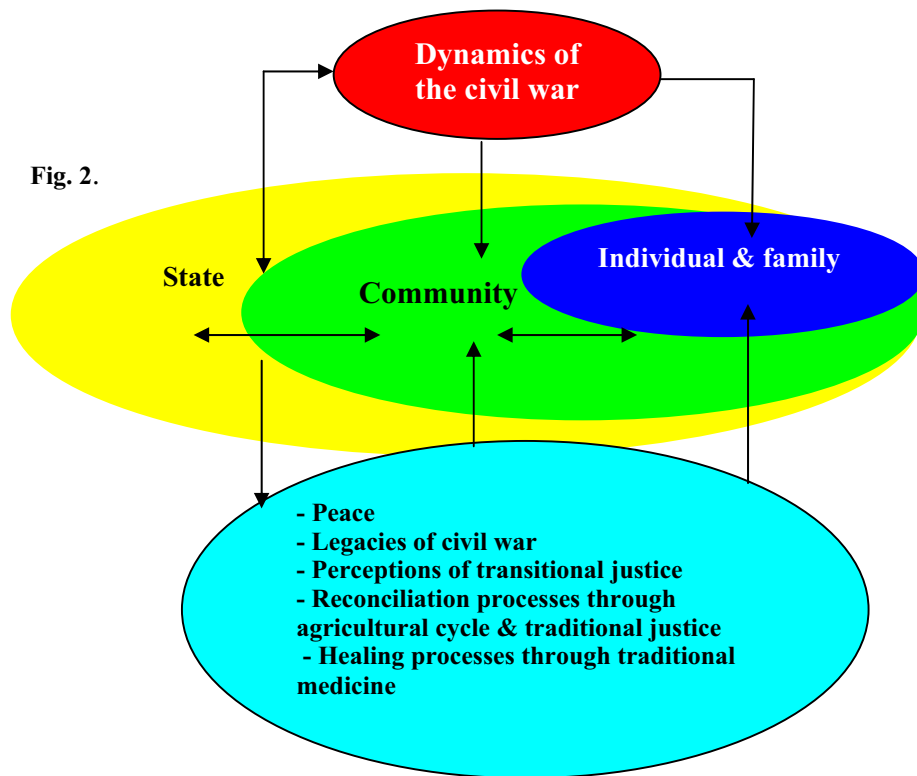 Dynamics of
the civil war
Fig. 2.
Individual & family
State
Community
- Peace
- Legacies of civil war
- Perceptions of transitional justice
- Reconciliation processes through
agricultural cycle & traditional justice
- Healing processes through traditional
medicine